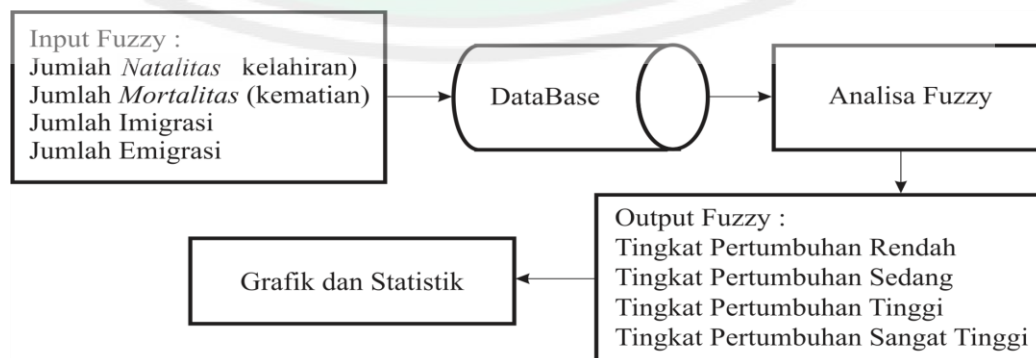 Input Fuzzy :
Jumlah Natalitas kelahiran)
Jumlah Mortalitas (kematian)
Jumlah Imigrasi
Jumlah Emigrasi
DataBase
Analisa Fuzzy
Output Fuzzy :
Tingkat Pertumbuhan Rendah
Tingkat Pertumbuhan Sedang
Tingkat Pertumbuhan Tinggi
Tingkat Pertumbuhan Sangat Tinggi
Grafik dan Statistik